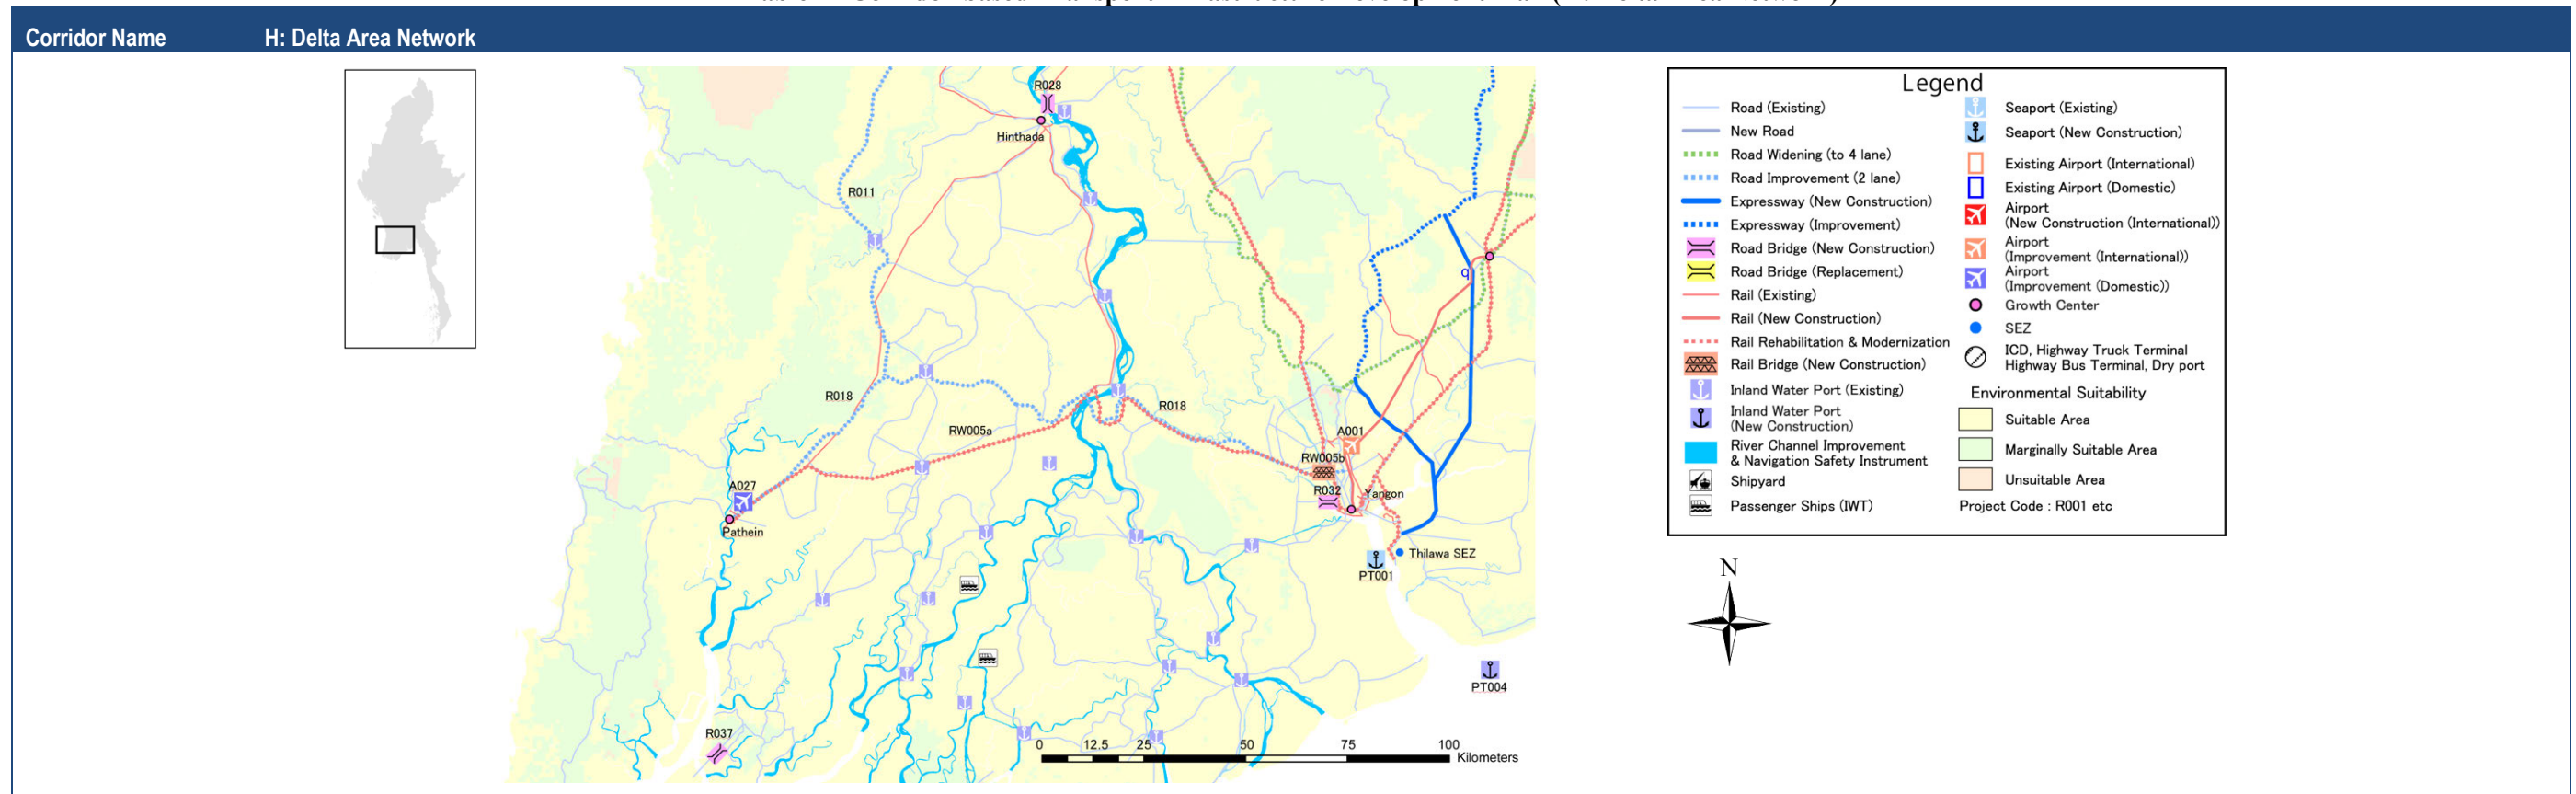 Corridor Name H: Delta Area Network
R028
Hinthada
R011
R018
R018
RW005a
A027
Pathein
A001
RW005b
R032
Yangon
q
Thilawa SEZ
PT001
PT004
R037
0 12.5 25 50 75 100
Kilometers
Legend
Road (Existing)
New Road
Road Widening (to 4 lane)
Road Improvement (2 lane)
Expressway (New Construction)
Expressway (Improvement)
Road Bridge (New Construction)
Road Bridge (Replacement)
Rail (Existing)
Rail (New Construction)
Rail Rehabilitation & Modernization
Rail Bridge (New Construction)
Inland Water Port (Existing)
Inland Water Port
(New Construction)
River Channel Improvement
& Navigation Safety Instrument
Shipyard
Passenger Ships (IWT)
Seaport (Existing)
Seaport (New Construction)
Existing Airport (International)
Existing Airport (Domestic)
Airport
(New Construction (International))
Airport
(Improvement (International))
Airport
(Improvement (Domestic))
Growth Center
SEZ
ICD, Highway Truck Terminal
Highway Bus Terminal, Dry port
Environmental Suitability
Suitable Area
Marginally Suitable Area
Unsuitable Area
Project Code : R001 etc
N